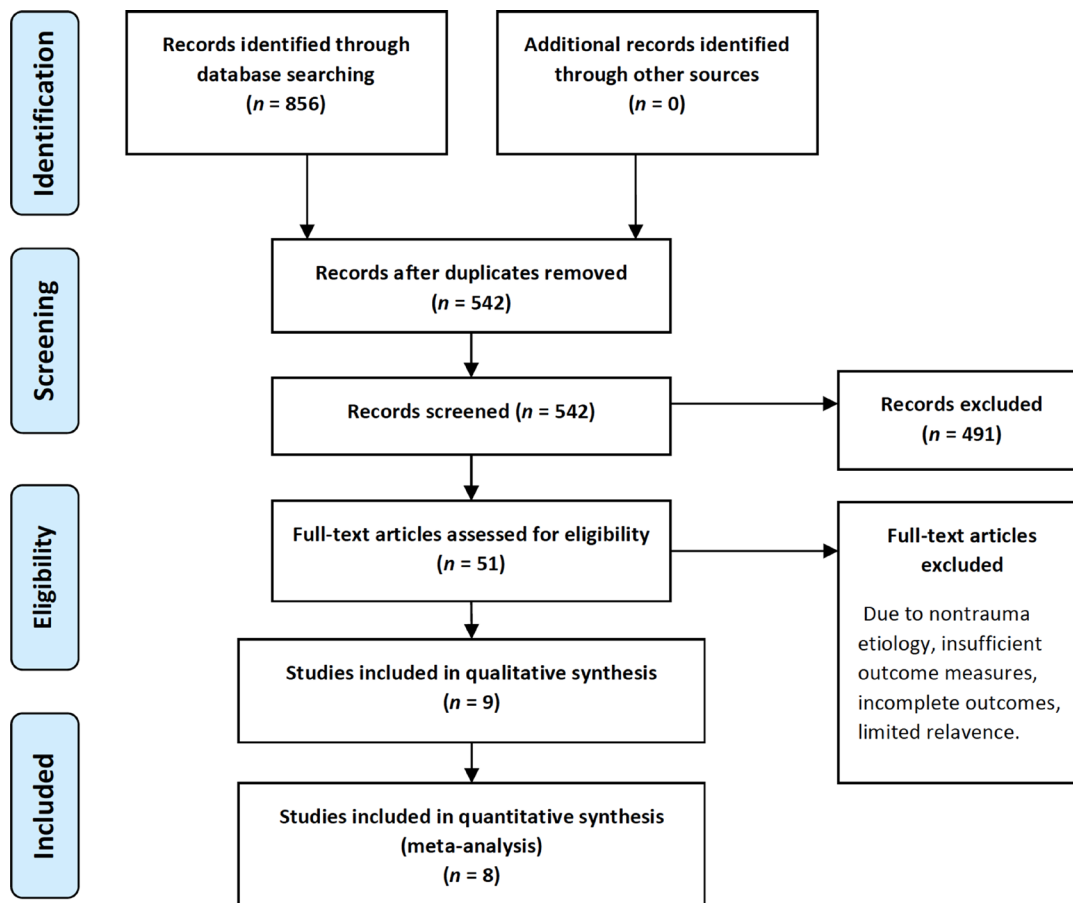 Identification
Records identified through
database searching
(n = 856)
Additional records identified
through other sources
(n = 0)
Screening
Records after duplicates removed
(n = 542)
Records screened (n = 542)
Records excluded
(n = 491)
Eligibility
Full-text articles assessed for eligibility
(n = 51)
Full-text articles
excluded
Due to nontrauma
etiology, insufficient
outcome measures,
incomplete outcomes,
limited relavence.
Studies included in qualitative synthesis
(n = 9)
Included
Studies included in quantitative synthesis
(meta-analysis)
(n = 8)